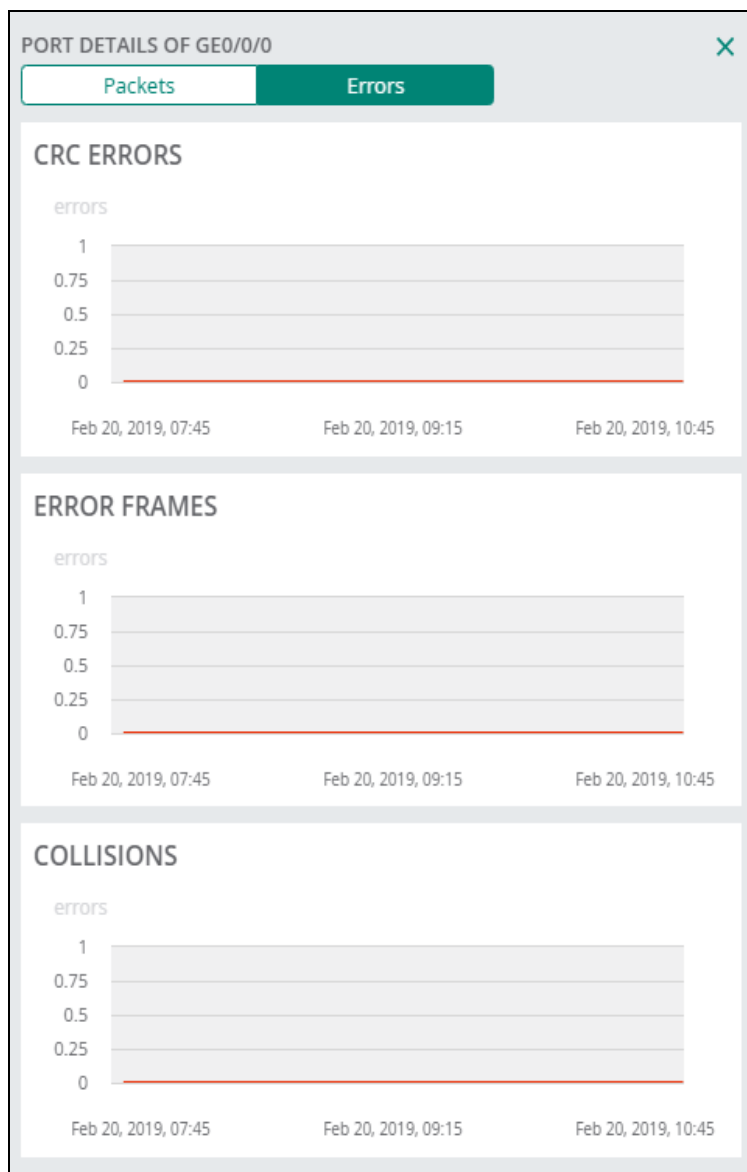 PORT DETAILS OF GE0/0/0
Packets Errors
CRC ERRORS
errors
1
0.75
0.5
0.25
0
Feb 20, 2019, 07:45 Feb 20, 2019, 09:15 Feb 20, 2019, 10:45
ERROR FRAMES
errors
1
0.75
0.5
0.25
0
Feb 20, 2019, 07:45 Feb 20, 2019, 09:15 Feb 20, 2019, 10:45
COLLISIONS
errors
1
0.75
0.5
0.25
0
Feb 20, 2019, 07:45 Feb 20, 2019, 09:15 Feb 20, 2019, 10:45